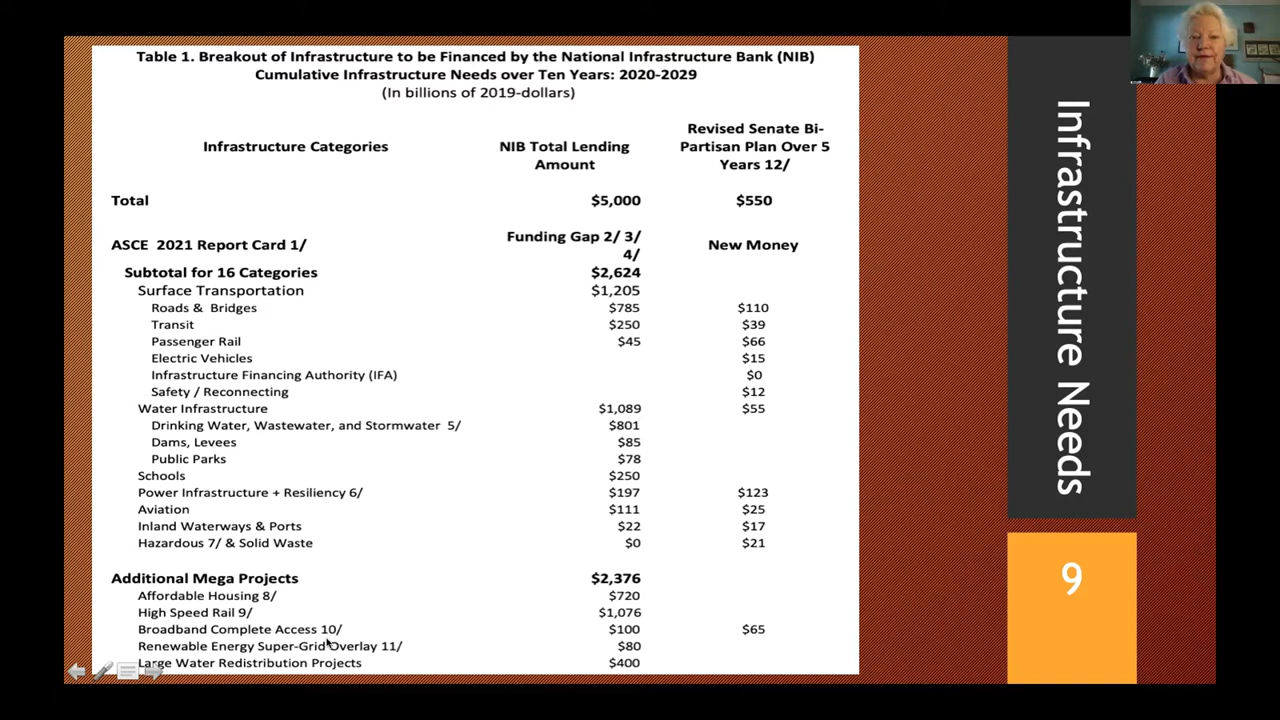 Table 1. Breakout of Infrastructure to be Financed by the National Infrastructure Bank (NIB)
Cumulative Infrastructure Needs over Ten Years: 2020-2029
(In billions of 2019-dollars)
Infrastructure Categories NIB Total Lending Amount Revised Senate Bi-Partisan Plan Over 5 Years 12/
Total $5,000 $550
ASCE 2021 Report Card 1/ Funding Gap 2/ 3/ 4/ New Money
Subtotal for 16 Categories $2,624
Surface Transportation $1,205
Roads & Bridges $785 $110
Transit $250 $39
Passenger Rail $45 $66
Electric Vehicles $15
Infrastructure Financing Authority (IFA) $0
Safety / Reconnecting $12
Water Infrastructure $1,089 $55
Drinking Water, Wastewater, and Stormwater 5/ $801
Dams, Levees $85
Public Parks $78
Schools $250
Power Infrastructure + Resiliency 6/ $197 $123
Aviation $111 $25
Inland Waterways & Ports $22 $17
Hazardous 7/ & Solid Waste $0 $21
Additional Mega Projects $2,376
Affordable Housing 8/ $720
High Speed Rail 9/ $1,076
Broadband Complete Access 10/ $100 $65
Renewable Energy Super-Grid Overlay 11/ $80
Large Water Redistribution Projects $400
Infrastructure Needs
9